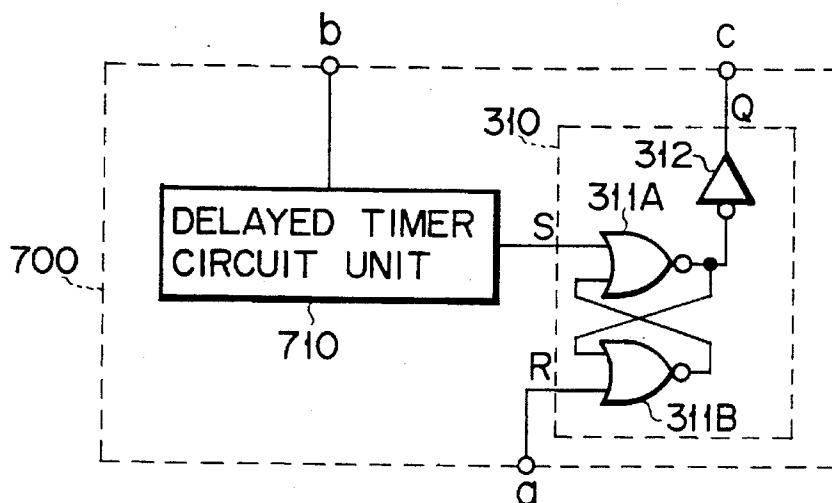 b
c
Q
310
312
311A
DELAYED TIMER
CIRCUIT UNIT
S
700
710
R
311B
a